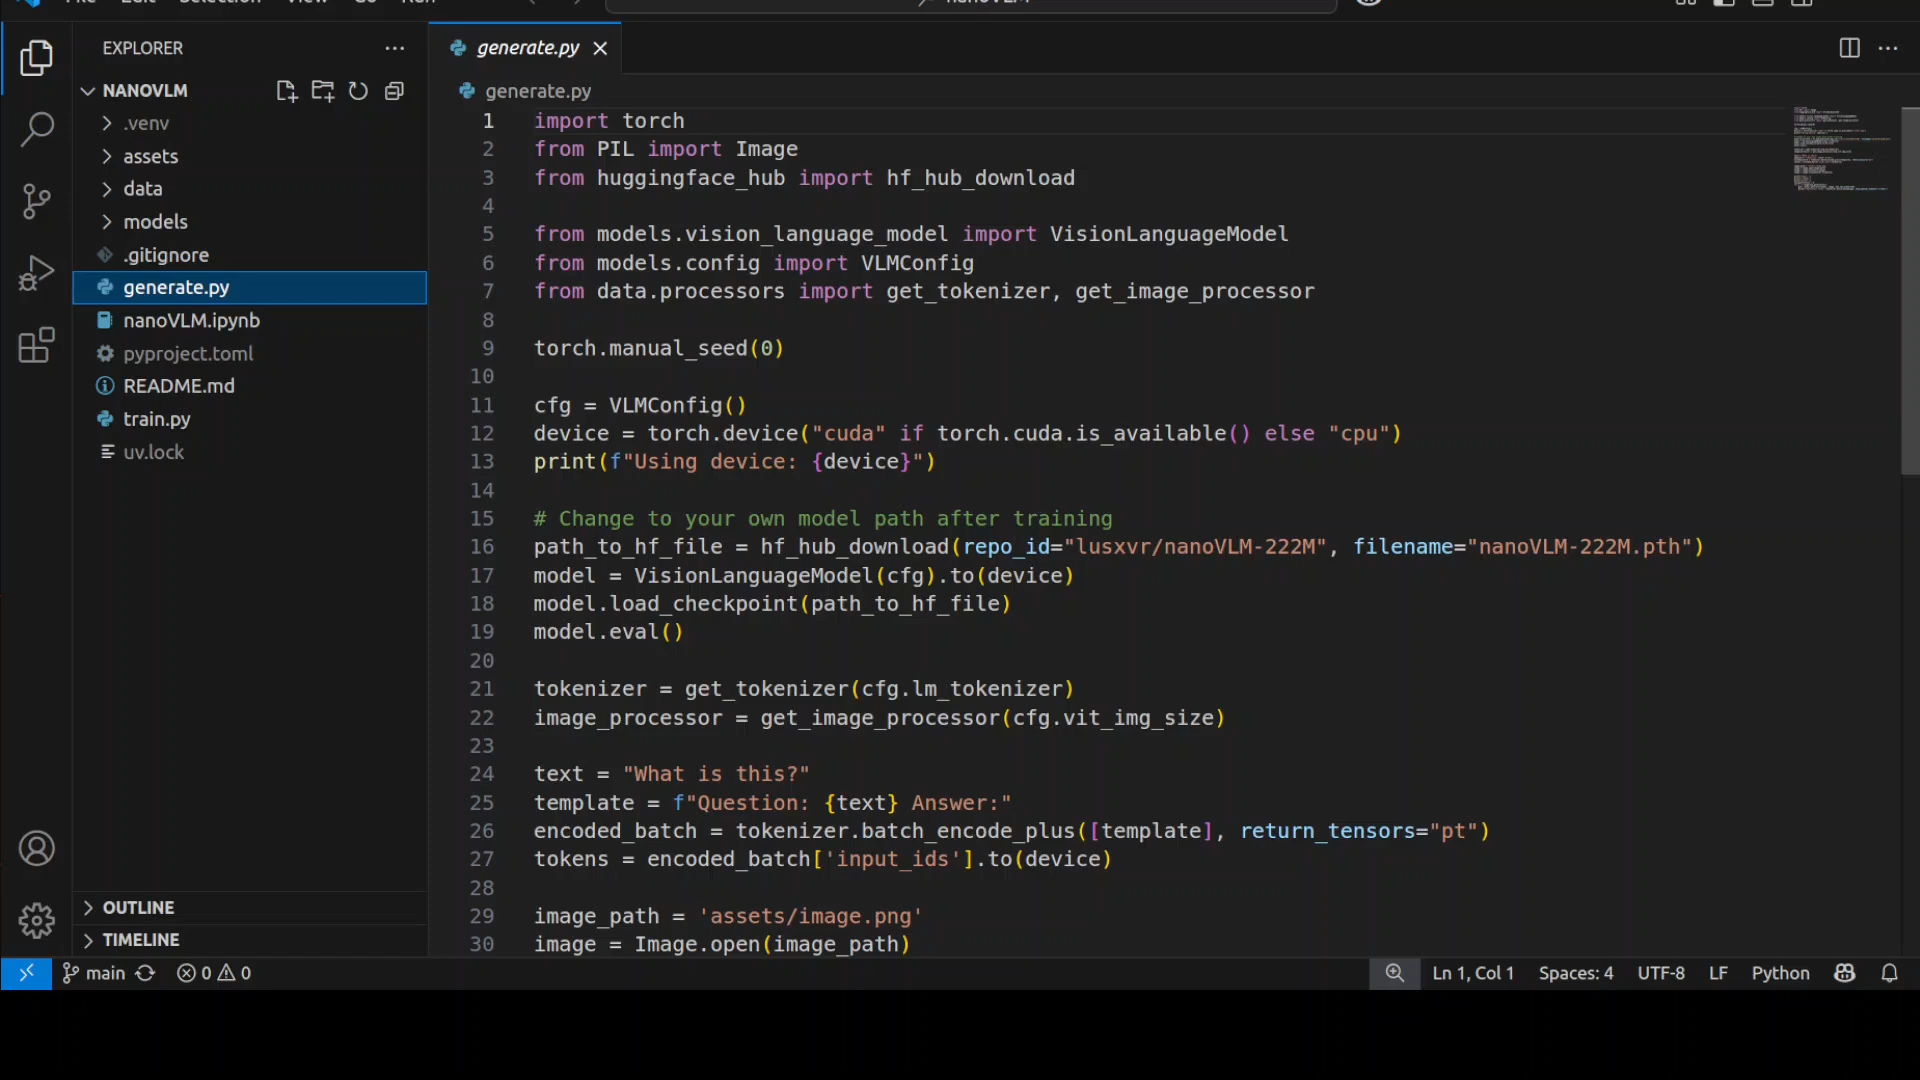 File Edit Selection View Go Run
nanoVLM
EXPLORER
NANOVLM
.venv
assets
data
models
.gitignore
generate.py
nanoVLM.ipynb
pyproject.toml
README.md
train.py
uv.lock
OUTLINE
TIMELINE
generate.py
generate.py
1 import torch
2 from PIL import Image
3 from huggingface_hub import hf_hub_download
4
5 from models.vision_language_model import VisionLanguageModel
6 from models.config import VLMConfig
7 from data.processors import get_tokenizer, get_image_processor
8
9 torch.manual_seed(0)
10
11 cfg = VLMConfig()
12 device = torch.device("cuda" if torch.cuda.is_available() else "cpu")
13 print(f"Using device: {device}")
14
15 # Change to your own model path after training
16 path_to_hf_file = hf_hub_download(repo_id="lusxvr/nanoVLM-222M", filename="nanoVLM-222M.pth")
17 model = VisionLanguageModel(cfg).to(device)
18 model.load_checkpoint(path_to_hf_file)
19 model.eval()
20
21 tokenizer = get_tokenizer(cfg.lm_tokenizer)
22 image_processor = get_image_processor(cfg.vit_img_size)
23
24 text = "What is this?"
25 template = f"Question: {text} Answer:"
26 encoded_batch = tokenizer.batch_encode_plus([template], return_tensors="pt")
27 tokens = encoded_batch['input_ids'].to(device)
28
29 image_path = 'assets/image.png'
30 image = Image.open(image_path)
main 0 0 Ln 1, Col 1 Spaces: 4 UTF-8 LF Python